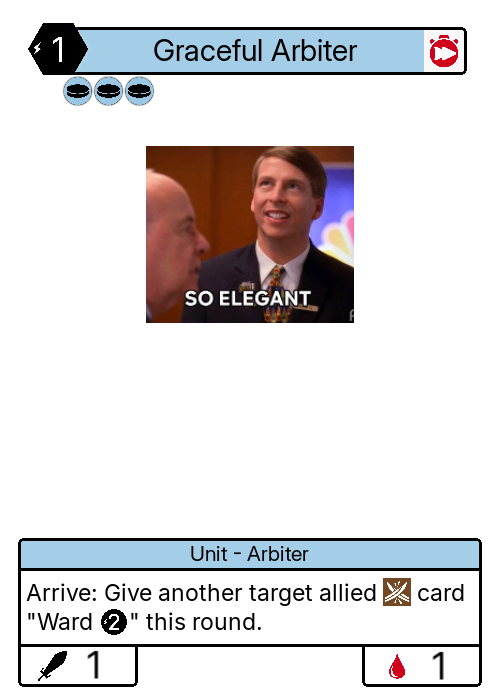 1 Graceful Arbiter
SO ELEGANT
Unit - Arbiter
Arrive: Give another target allied card
"Ward 2" this round.
1 1